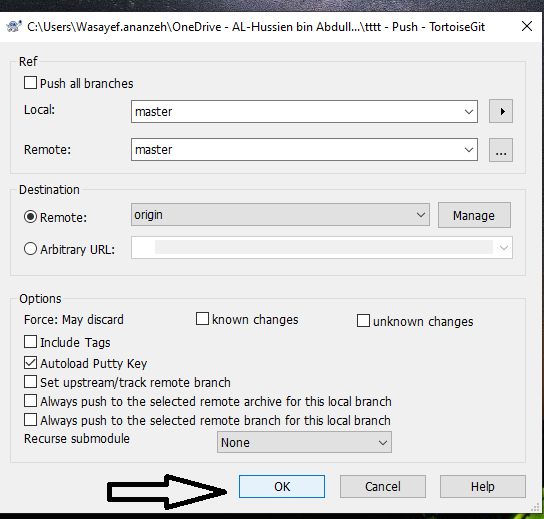 C:\Users\Wasayef.ananzeh\OneDrive - AL-Hussien bin Abdull...\tttt - Push - TortoiseGit
Ref
Push all branches
Local: master
Remote: master ...
Destination
Remote: origin Manage
Arbitrary URL:
Options
Force: May discard known changes unknown changes
Include Tags
Autoload Putty Key
Set upstream/track remote branch
Always push to the selected remote archive for this local branch
Always push to the selected remote branch for this local branch
Recurse submodule None
OK Cancel Help